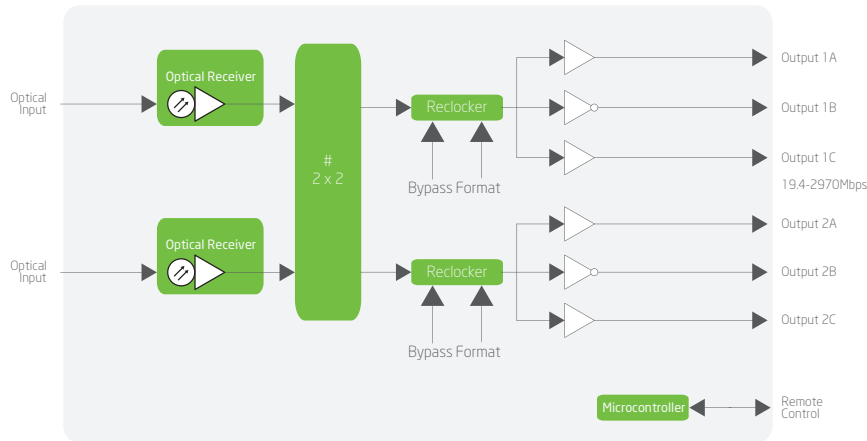 Optical Receiver
Optical
Input
#
2 x 2
Reclocker
Bypass Format
Output 1A
Output 1B
Output 1C
19.4-2970Mbps
Optical Receiver
Optical
Input
Reclocker
Bypass Format
Output 2A
Output 2B
Output 2C
Microcontroller
Remote
Control